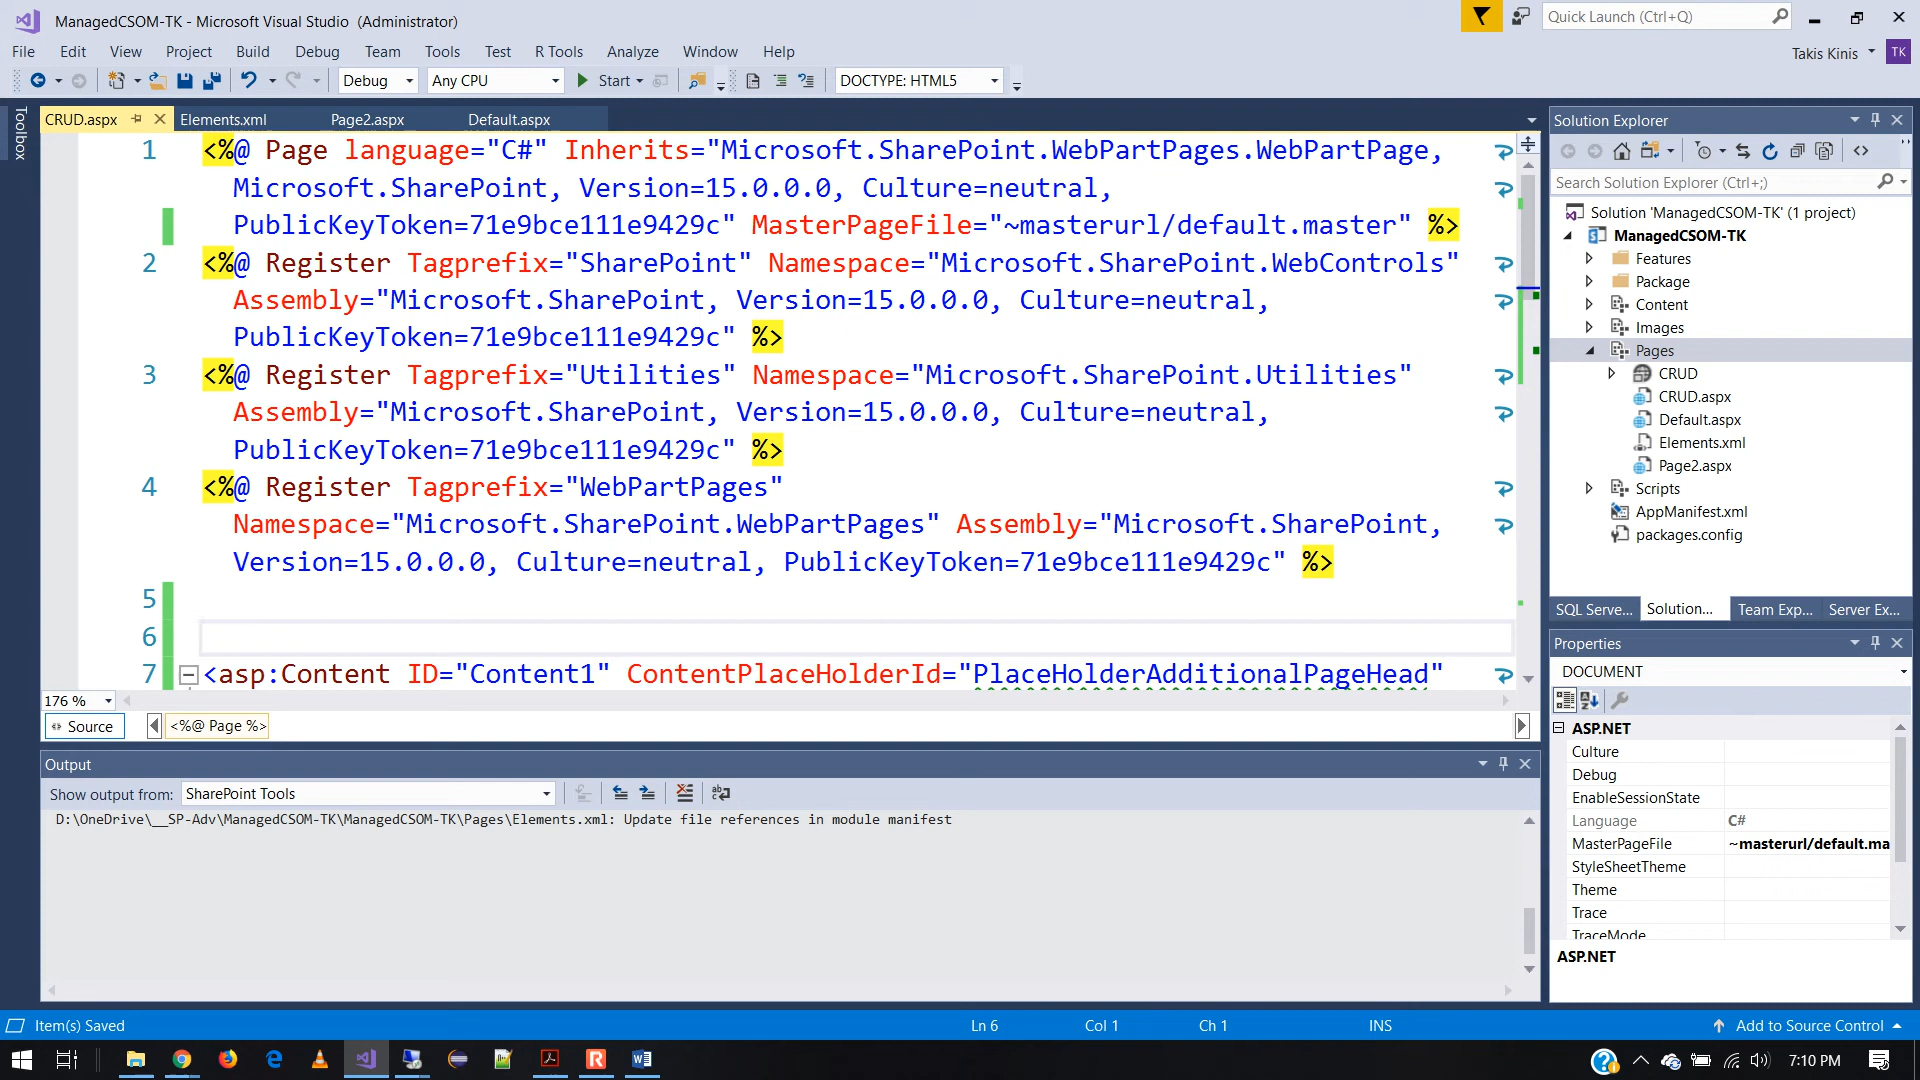 ManagedCSOM-TK - Microsoft Visual Studio (Administrator)
Quick Launch (Ctrl+Q)
File Edit View Project Build Debug Team Tools Test R Tools Analyze Window Help
Takis Kinis TK
Debug Any CPU Start DOCTYPE: HTML5
Toolbox
CRUD.aspx Elements.xml Page2.aspx Default.aspx
1 <%@ Page language="C#" Inherits="Microsoft.SharePoint.WebPartPages.WebPartPage,
Microsoft.SharePoint, Version=15.0.0.0, Culture=neutral,
PublicKeyToken=71e9bce111e9429c" MasterPageFile="~masterurl/default.master" %>
2 <%@ Register Tagprefix="SharePoint" Namespace="Microsoft.SharePoint.WebControls"
Assembly="Microsoft.SharePoint, Version=15.0.0.0, Culture=neutral,
PublicKeyToken=71e9bce111e9429c" %>
3 <%@ Register Tagprefix="Utilities" Namespace="Microsoft.SharePoint.Utilities"
Assembly="Microsoft.SharePoint, Version=15.0.0.0, Culture=neutral,
PublicKeyToken=71e9bce111e9429c" %>
4 <%@ Register Tagprefix="WebPartPages"
Namespace="Microsoft.SharePoint.WebPartPages" Assembly="Microsoft.SharePoint,
Version=15.0.0.0, Culture=neutral, PublicKeyToken=71e9bce111e9429c" %>
5
6
7 <asp:Content ID="Content1" ContentPlaceHolderId="PlaceHolderAdditionalPageHead"
176 %
Source <%@ Page %>
Output
Show output from: SharePoint Tools
D:\OneDrive\__SP-Adv\ManagedCSOM-TK\ManagedCSOM-TK\Pages\Elements.xml: Update file references in module manifest
Solution Explorer
Search Solution Explorer (Ctrl+;)
Solution 'ManagedCSOM-TK' (1 project)
ManagedCSOM-TK
Features
Package
Content
Images
Pages
CRUD
CRUD.aspx
Default.aspx
Elements.xml
Page2.aspx
Scripts
AppManifest.xml
packages.config
SQL Serve... Solution... Team Exp... Server Ex...
Properties
DOCUMENT
ASP.NET
Culture
Debug
EnableSessionState
Language C#
MasterPageFile ~masterurl/default.ma
StyleSheetTheme
Theme
Trace
TraceMode
ASP.NET
Item(s) Saved Ln 6 Col 1 Ch 1 INS Add to Source Control
7:10 PM